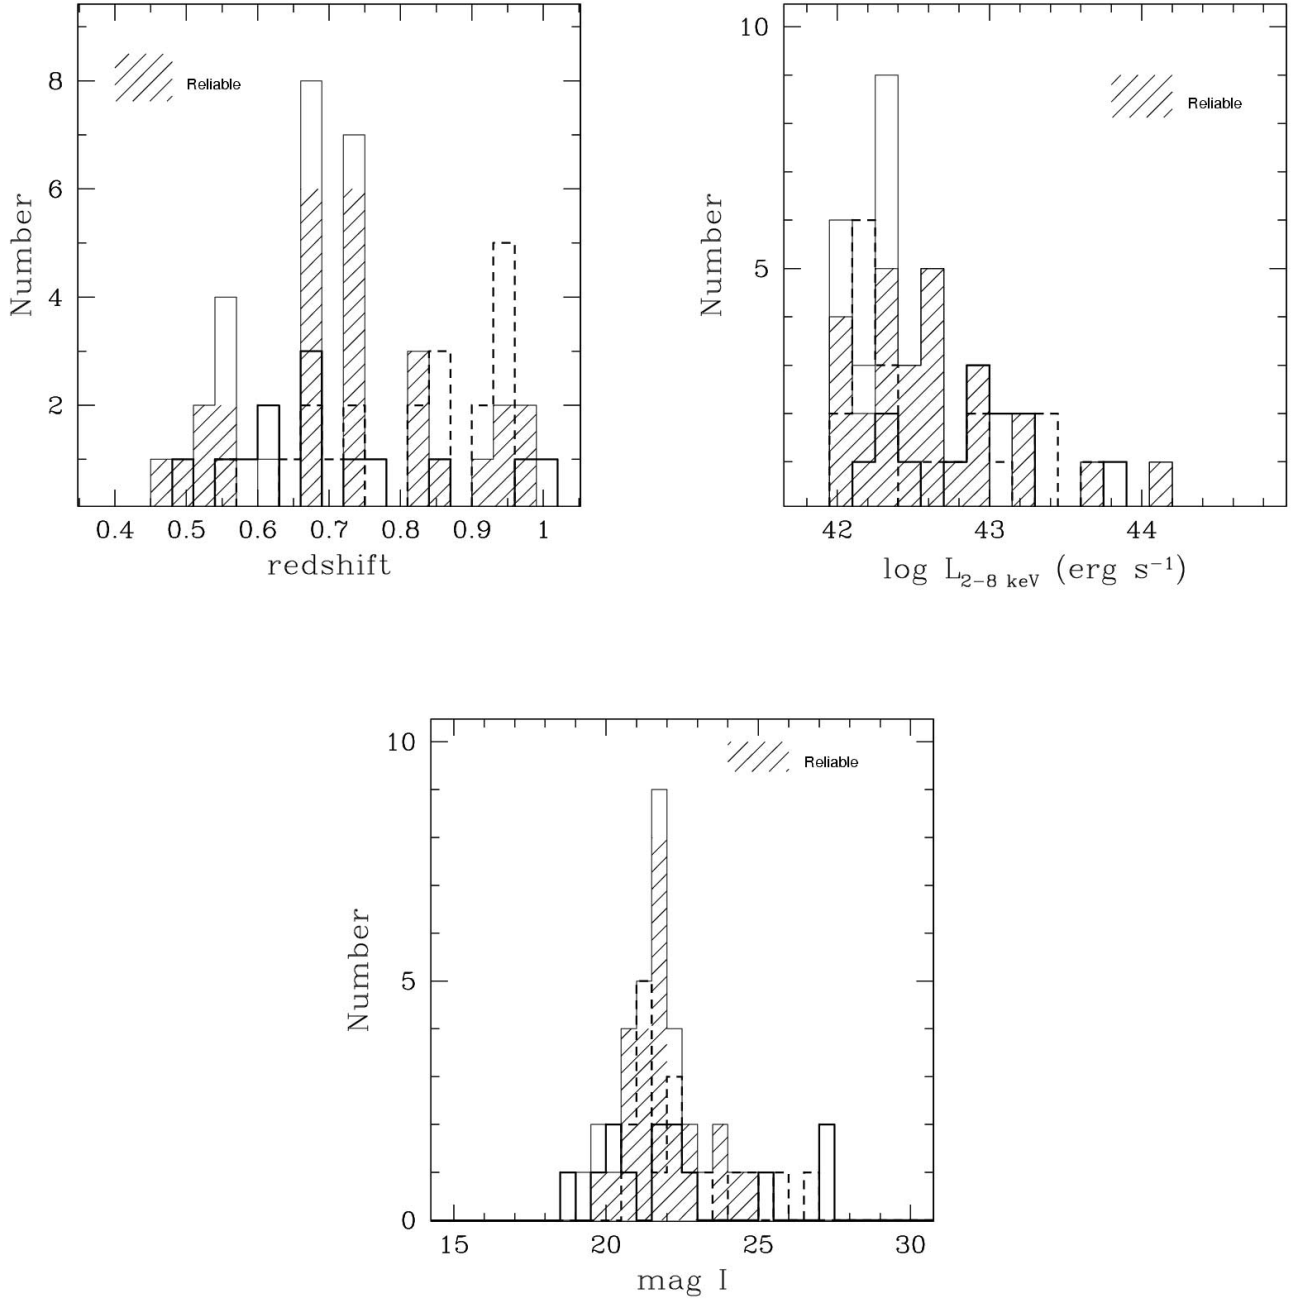 8
6
4
2
Number
Reliable
0.4 0.5 0.6 0.7 0.8 0.9 1
redshift
10
5
Number
Reliable
42 43 44
log L2−8 keV (erg s−1)
10
5
0
Number
Reliable
15 20 25 30
mag I